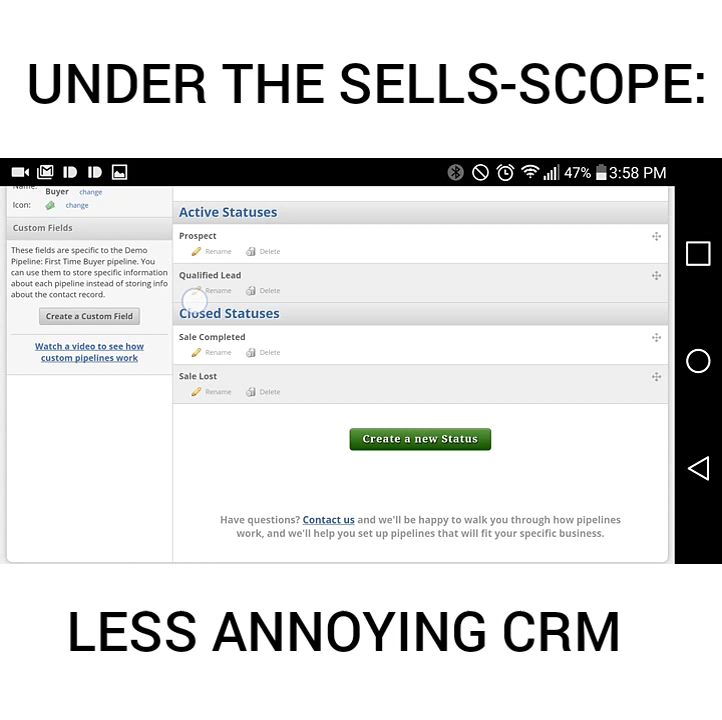 UNDER THE SELLS-SCOPE:
47% 3:58 PM
Name:
Buyer change
Icon: change
Custom Fields
These fields are specific to the Demo
Pipeline: First Time Buyer pipeline. You
can use them to store specific information
about each pipeline instead of storing info
about the contact record.
Create a Custom Field
Watch a video to see how
custom pipelines work
Active Statuses
Prospect
Rename Delete
Qualified Lead
Rename Delete
Closed Statuses
Sale Completed
Rename Delete
Sale Lost
Rename Delete
Create a new Status
Have questions? Contact us and we'll be happy to walk you through how pipelines
work, and we'll help you set up pipelines that will fit your specific business.
LESS ANNOYING CRM